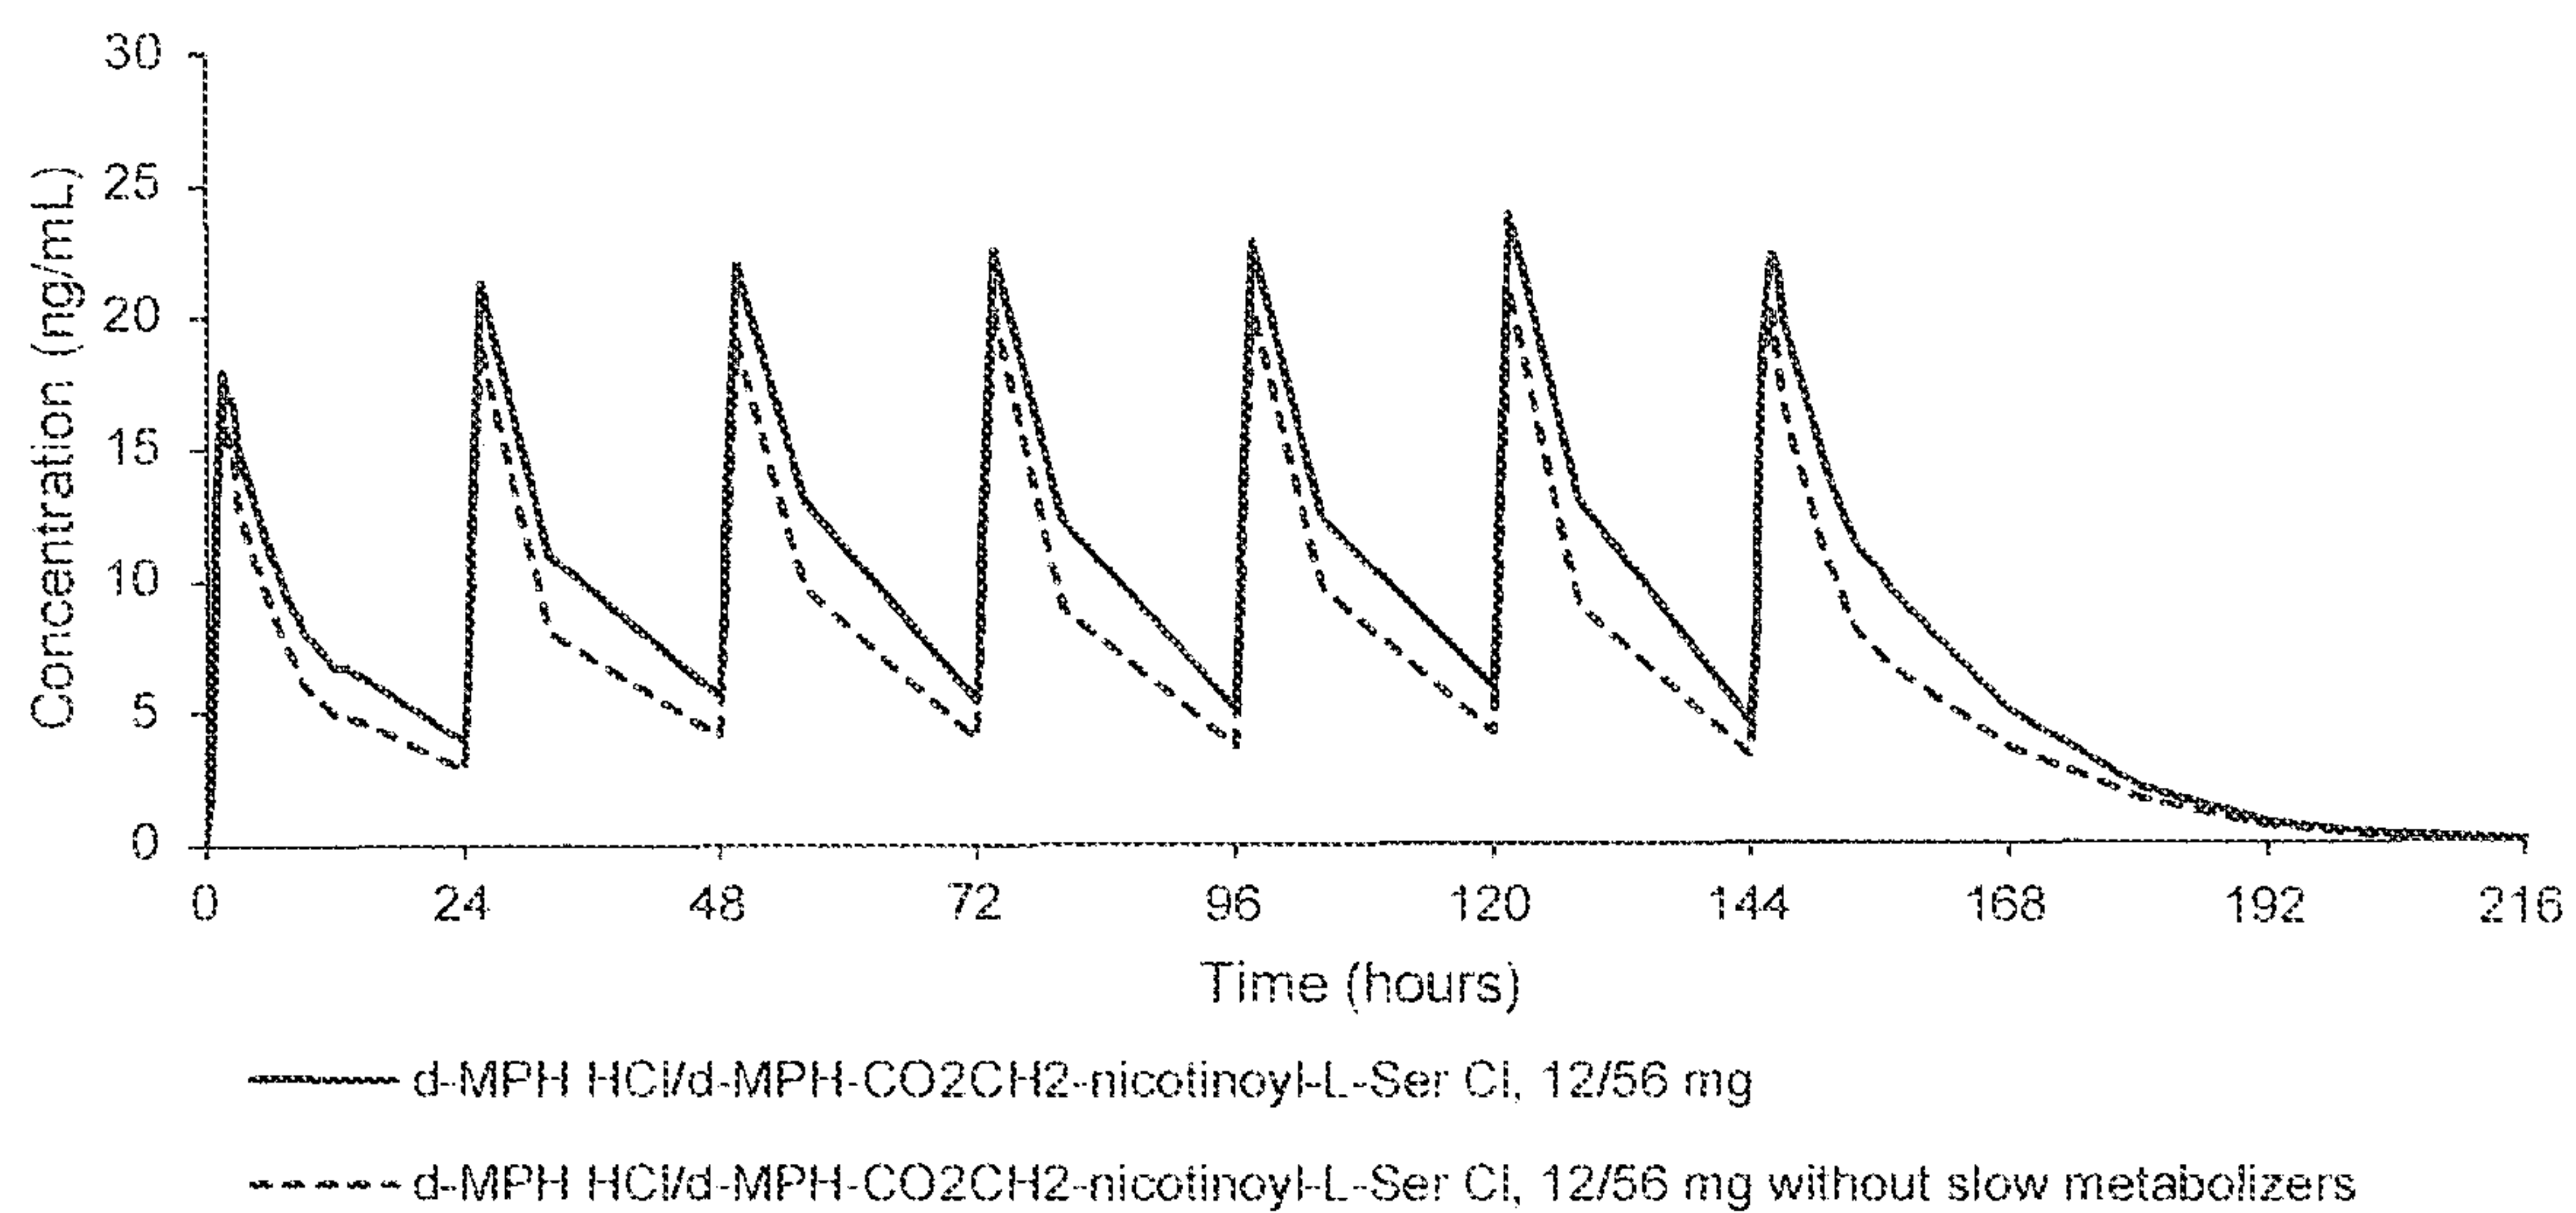 30
25
20
15
10
5
0
Concentration (ng/mL)
0 24 48 72 96 120 144 168 192 216
Time (hours)
d-MPH HCl/d-MPH-CO2CH2-nicotinoyl-L-Ser Cl, 12/56 mg
d-MPH HCl/d-MPH-CO2CH2-nicotinoyl-L-Ser Cl, 12/56 mg without slow metabolizers